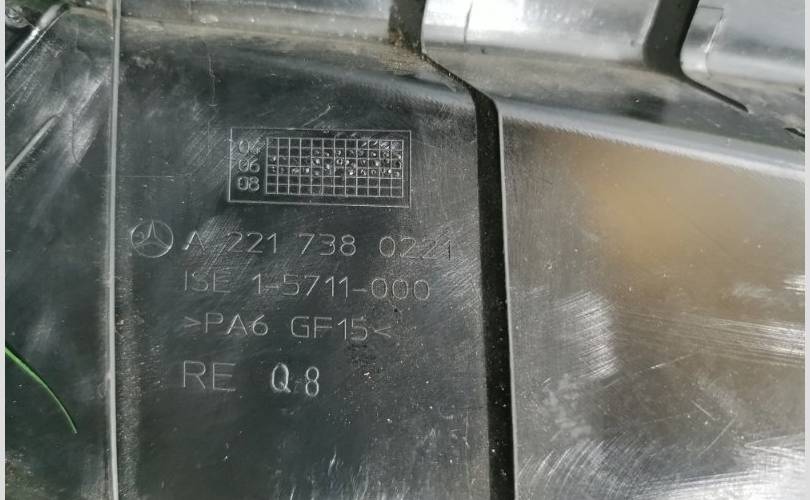 04
06
08
A 221 738 0221
ISE 1-5711-000
>PA6 GF15<
RE Q8